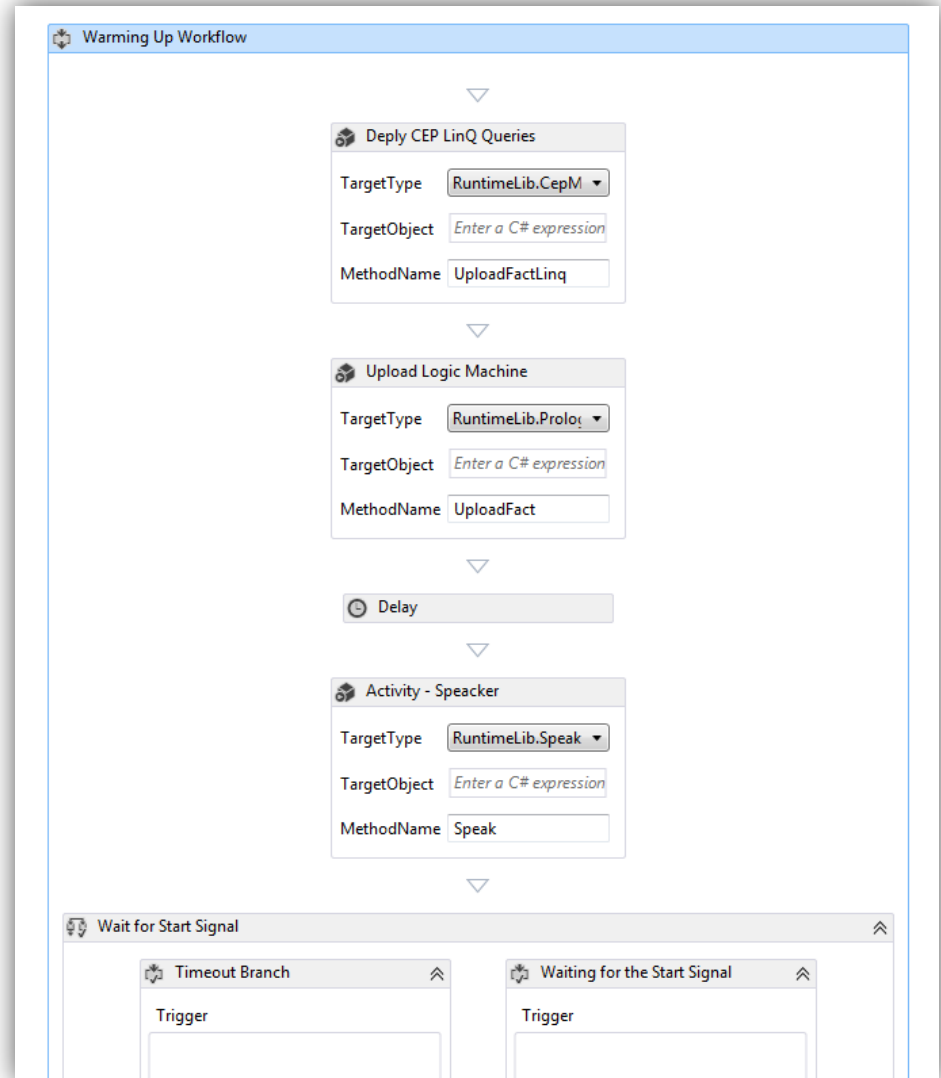 Warming Up Workflow
Deply CEP LinQ Queries
TargetType RuntimeLib.CepM
TargetObject Enter a C# expression
MethodName UploadFactLinq
Upload Logic Machine
TargetType RuntimeLib.Prolog
TargetObject Enter a C# expression
MethodName UploadFact
Delay
Activity - Speacker
TargetType RuntimeLib.Speak
TargetObject Enter a C# expression
MethodName Speak
Wait for Start Signal
Timeout Branch Waiting for the Start Signal
Trigger Trigger